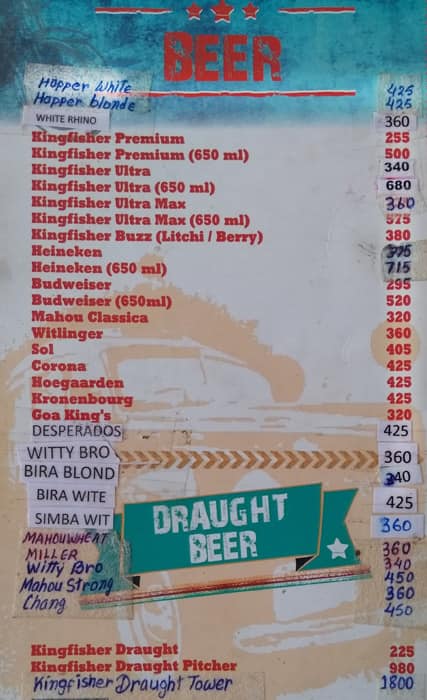 BEER
Hopper White 425
Hopper blonde 425
WHITE RHINO 360
Kingfisher Premium 255
Kingfisher Premium (650 ml) 500
Kingfisher Ultra 340
Kingfisher Ultra (650 ml) 680
Kingfisher Ultra Max 360
Kingfisher Ultra Max (650 ml) 575
Kingfisher Buzz (Litchi / Berry) 380
Heineken 375
Heineken (650 ml) 715
Budweiser 295
Budweiser (650ml) 520
Mahou Classica 320
Witlinger 360
Sol 405
Corona 425
Hoegaarden 425
Kronenbourg 425
Goa King's 320
DESPERADOS 425
WITTY BRO 360
BIRA BLOND 340
BIRA WITE 425
SIMBA WIT 360
DRAUGHT
BEER
MAHOU WHEAT 360
MILLER 340
Witty Bro 450
Mahou Strong 360
Chang 450
Kingfisher Draught 225
Kingfisher Draught Pitcher 980
Kingfisher Draught Tower 1800